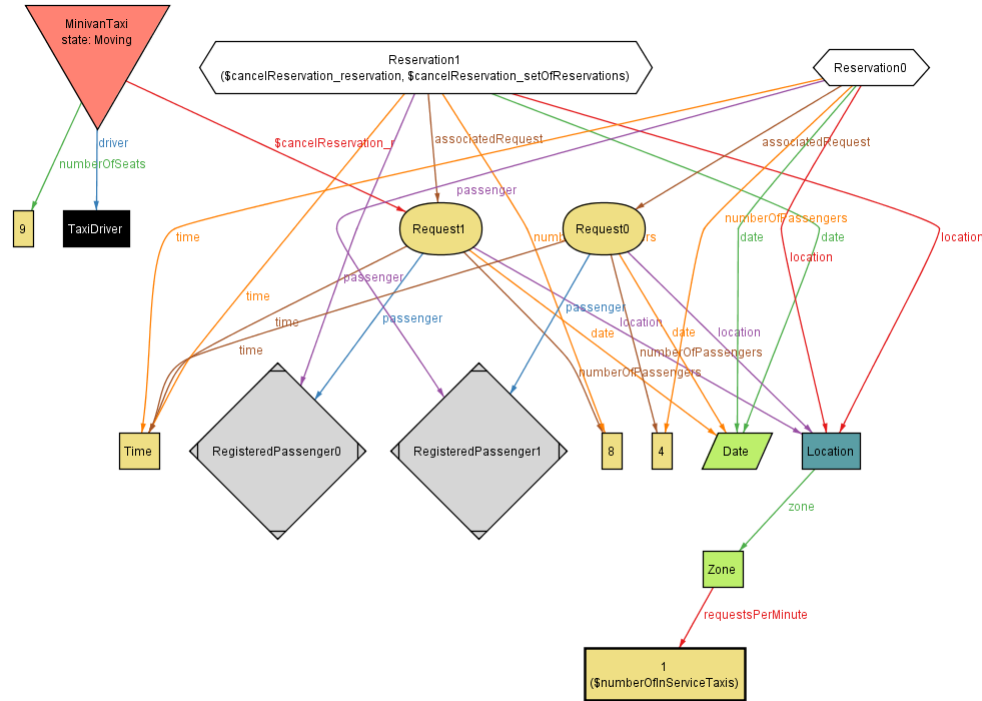 MinivanTaxi
state: Moving
Reservation1
($cancelReservation_reservation, $cancelReservation_setOfReservations)
Reservation0
driver
$cancelReservation_r
associatedRequest
associatedRequest
numberOfSeats
passenger
9
TaxiDriver
Request1
Request0
numberOfPassengers
time
date
date
location
location
passenger
time
passenger
passenger
time
time
location
date
date
location
numberOfPassengers
numberOfPassengers
Time
RegisteredPassenger0
RegisteredPassenger1
8
4
Date
Location
zone
Zone
requestsPerMinute
1
($numberOfInServiceTaxis)